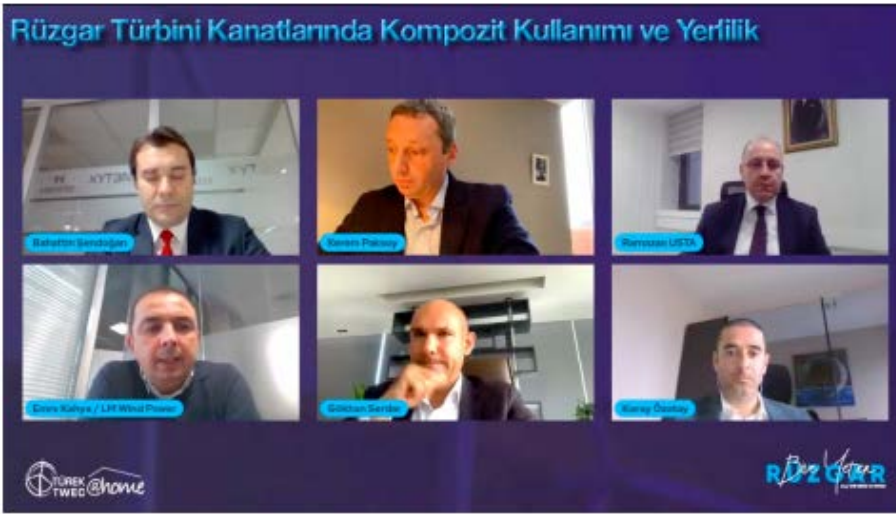 Rüzgar Türbini Kanatlarında Kompozit Kullanımı ve Yerlilik
Bahattin Şendoğan
Kerem Paksoy
Ramazan USTA
Emre Kahya / LM Wind Power
Gökhan Serdar
Koray
TÜREK
TWEC @home
RÜZGAR